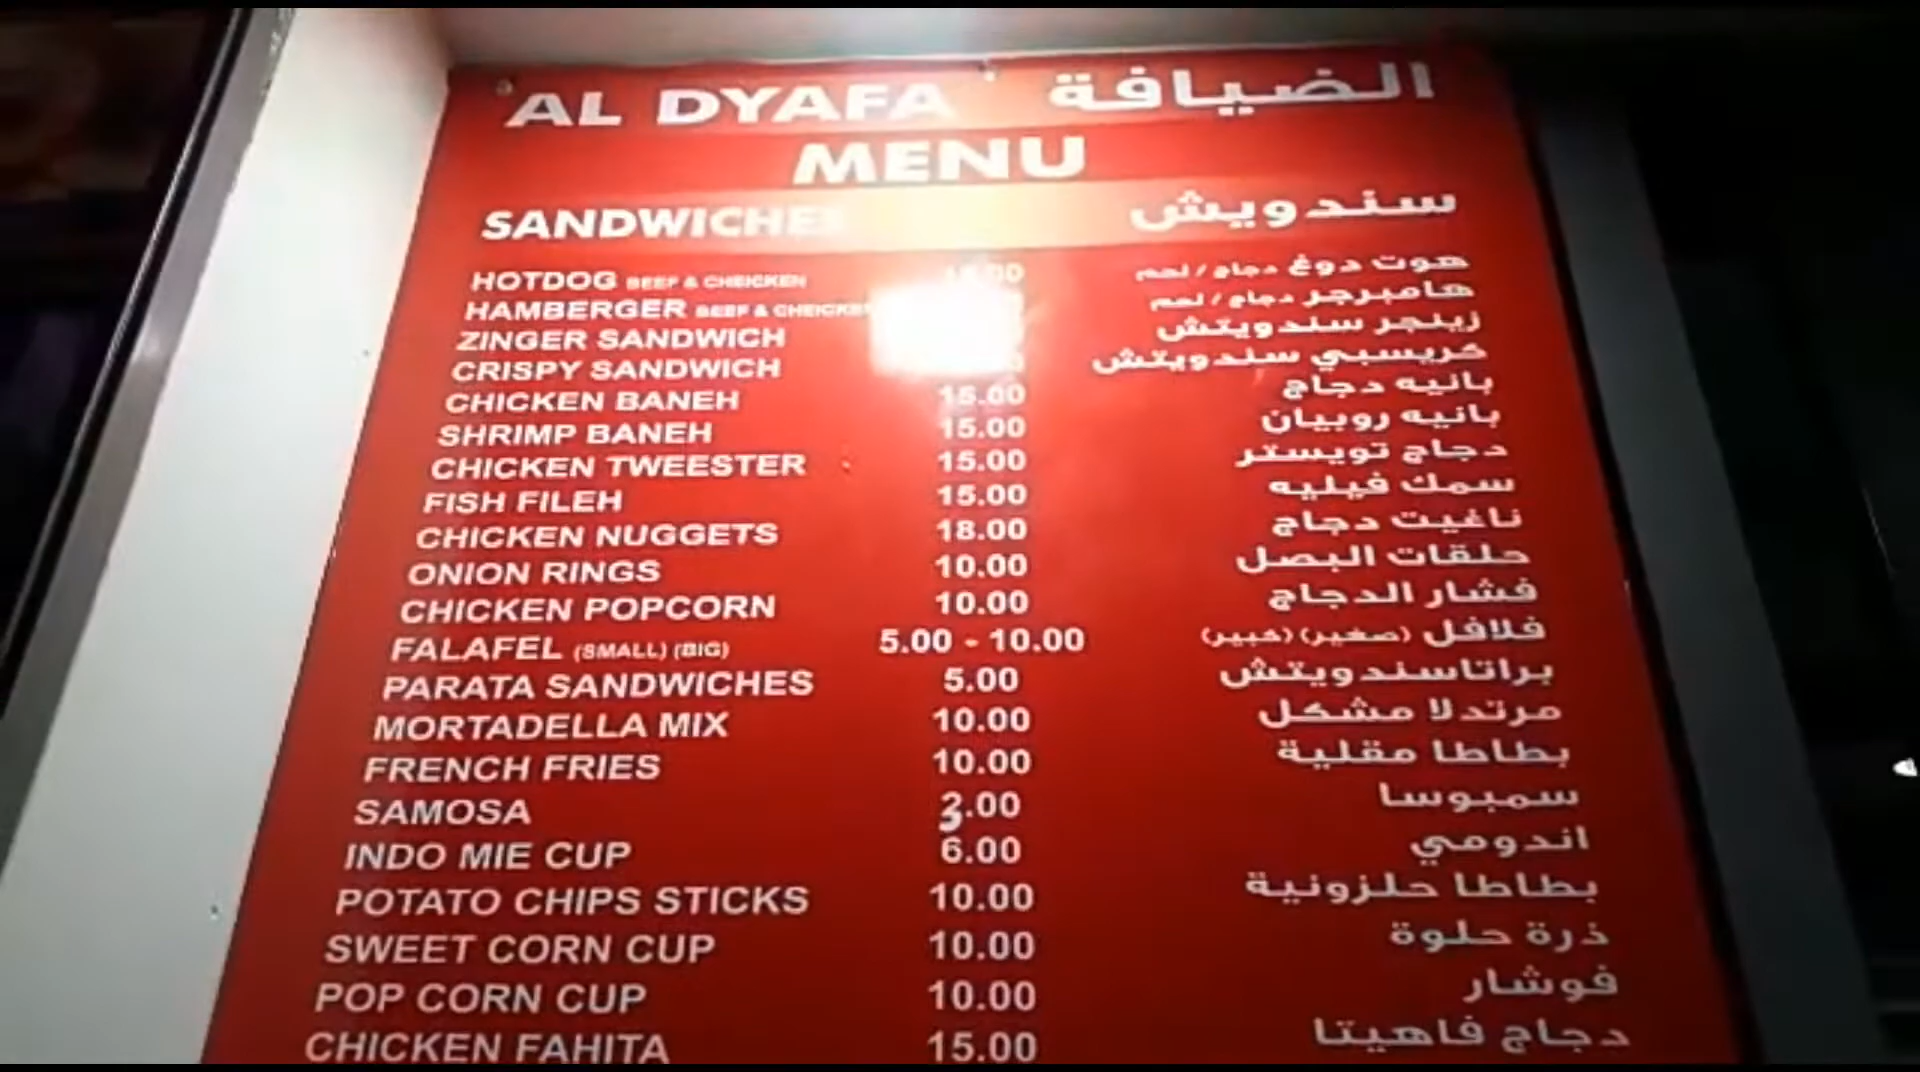 AL DYAFA الضيافة
MENU
SANDWICHES سندويش
HOTDOG BEEF & CHEICKEN هوت دوغ دجاج / لحم
HAMBERGER BEEF & CHEICKEN هامبرجر دجاج / لحم
ZINGER SANDWICH زينجر سندويتش
CRISPY SANDWICH كريسبي سندويتش
CHICKEN BANEH 15.00 بانيه دجاج
SHRIMP BANEH 15.00 بانيه روبيان
CHICKEN TWEESTER 15.00 دجاج تويستر
FISH FILEH 15.00 سمك فيليه
CHICKEN NUGGETS 18.00 ناغيت دجاج
ONION RINGS 10.00 حلقات البصل
CHICKEN POPCORN 10.00 فشار الدجاج
FALAFEL (SMALL) (BIG) 5.00 - 10.00 فلافل (صغير) (كبير)
PARATA SANDWICHES 5.00 براتاسندويتش
MORTADELLA MIX 10.00 مرتدلا مشكل
FRENCH FRIES 10.00 بطاطا مقلية
SAMOSA 3.00 سمبوسا
INDO MIE CUP 6.00 اندومي
POTATO CHIPS STICKS 10.00 بطاطا حلزونية
SWEET CORN CUP 10.00 ذرة حلوة
POP CORN CUP 10.00 فوشار
CHICKEN FAHITA 15.00 دجاج فاهيتا